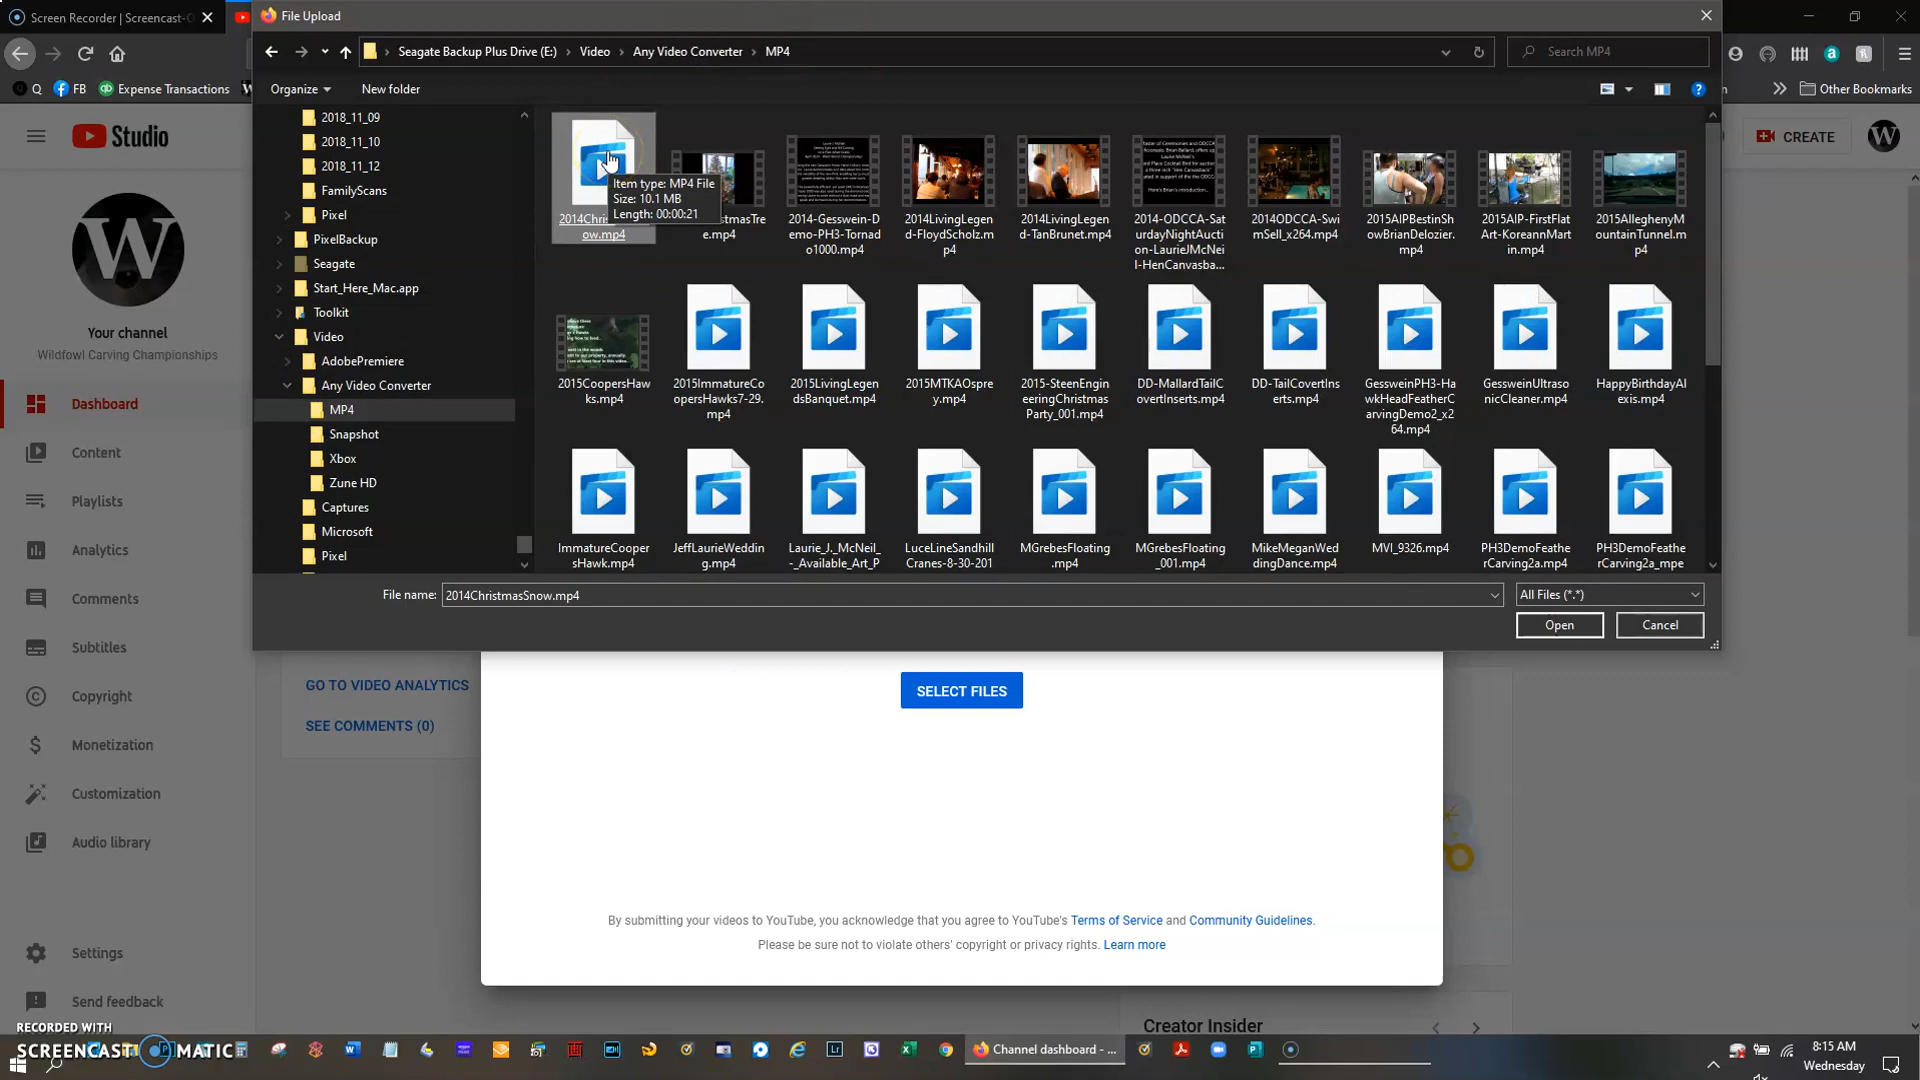 Screen Recorder | Screencast-O
File Upload
Seagate Backup Plus Drive (E:) › Video › Any Video Converter › MP4
Search MP4
Q
FB
Expense Transactions
Other Bookmarks
Organize
New folder
Studio
CREATE
W
Your channel
Wildfowl Carving Championships
Dashboard
Content
Playlists
Analytics
Comments
Subtitles
Copyright
Monetization
Customization
Audio library
Settings
Send feedback
2018_11_09
2018_11_10
2018_11_12
FamilyScans
Pixel
PixelBackup
Seagate
Start_Here_Mac.app
Toolkit
Video
AdobePremiere
Any Video Converter
MP4
Snapshot
Xbox
Zune HD
Captures
Microsoft
Pixel
Item type: MP4 File
Size: 10.1 MB
Length: 00:00:21
2014Chri
ow.mp4
stmasTre
e.mp4
2014-Gesswein-D
emo-PH3-Tornad
o1000.mp4
2014LivingLegen
d-FloydScholz.m
p4
2014LivingLegen
d-TanBrunet.mp4
2014-ODCCA-Sat
urdayNightAuct
ion-LaurieJMcNei
l-HenCanvasba...
2014ODCCA-Swi
mSell_x264.mp4
2015AIPBestinSh
owBrianDelozier.
mp4
2015AIP-FirstFlat
Art-KoreannMart
in.mp4
2015AlleghenyM
ountainTunnel.m
p4
2015CoopersHaw
ks.mp4
2015ImmatureCo
opersHawks7-29.
mp4
2015LivingLegen
dsBanquet.mp4
2015MTKAOspre
y.mp4
2015-SteenEngin
eeringChristmas
Party_001.mp4
DD-MallardTailC
overtInserts.mp4
DD-TailCovertIns
erts.mp4
GessweinPH3-Ha
wkHeadFeatherC
arvingDemo2_x2
64.mp4
GessweinUltraso
nicCleaner.mp4
HappyBirthdayAl
exis.mp4
ImmatureCooper
sHawk.mp4
JeffLaurieWeddin
g.mp4
Laurie_J._McNeil_
-_Available_Art_P
LuceLineSandhill
Cranes-8-30-201
MGrebesFloating
.mp4
MGrebesFloating
_001.mp4
MikeMeganWed
dingDance.mp4
MVI_9326.mp4
PH3DemoFeathe
rCarving2a.mp4
PH3DemoFeathe
rCarving2a_mpe
File name: 2014ChristmasSnow.mp4
All Files (*.*)
Open
Cancel
GO TO VIDEO ANALYTICS
SEE COMMENTS (0)
SELECT FILES
By submitting your videos to YouTube, you acknowledge that you agree to YouTube's Terms of Service and Community Guidelines.
Please be sure not to violate others' copyright or privacy rights. Learn more
Creator Insider
RECORDED WITH
SCREENCAST MATIC
Channel dashboard - ...
8:15 AM
Wednesday